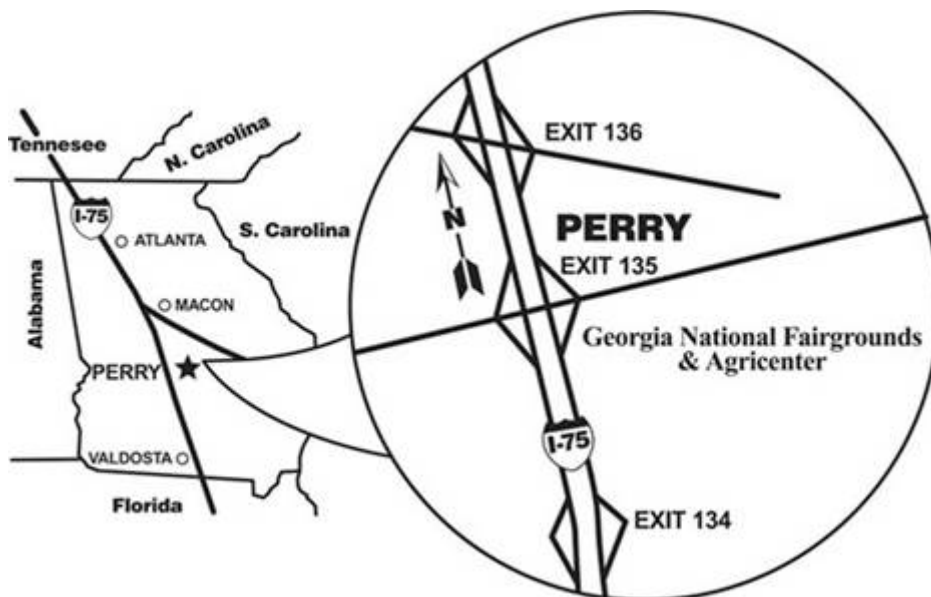 Tennessee
N. Carolina
I-75
ATLANTA
S. Carolina
Alabama
MACON
PERRY
VALDOSTA
Florida
EXIT 136
N
PERRY
EXIT 135
Georgia National Fairgrounds
& Agricenter
I-75
EXIT 134